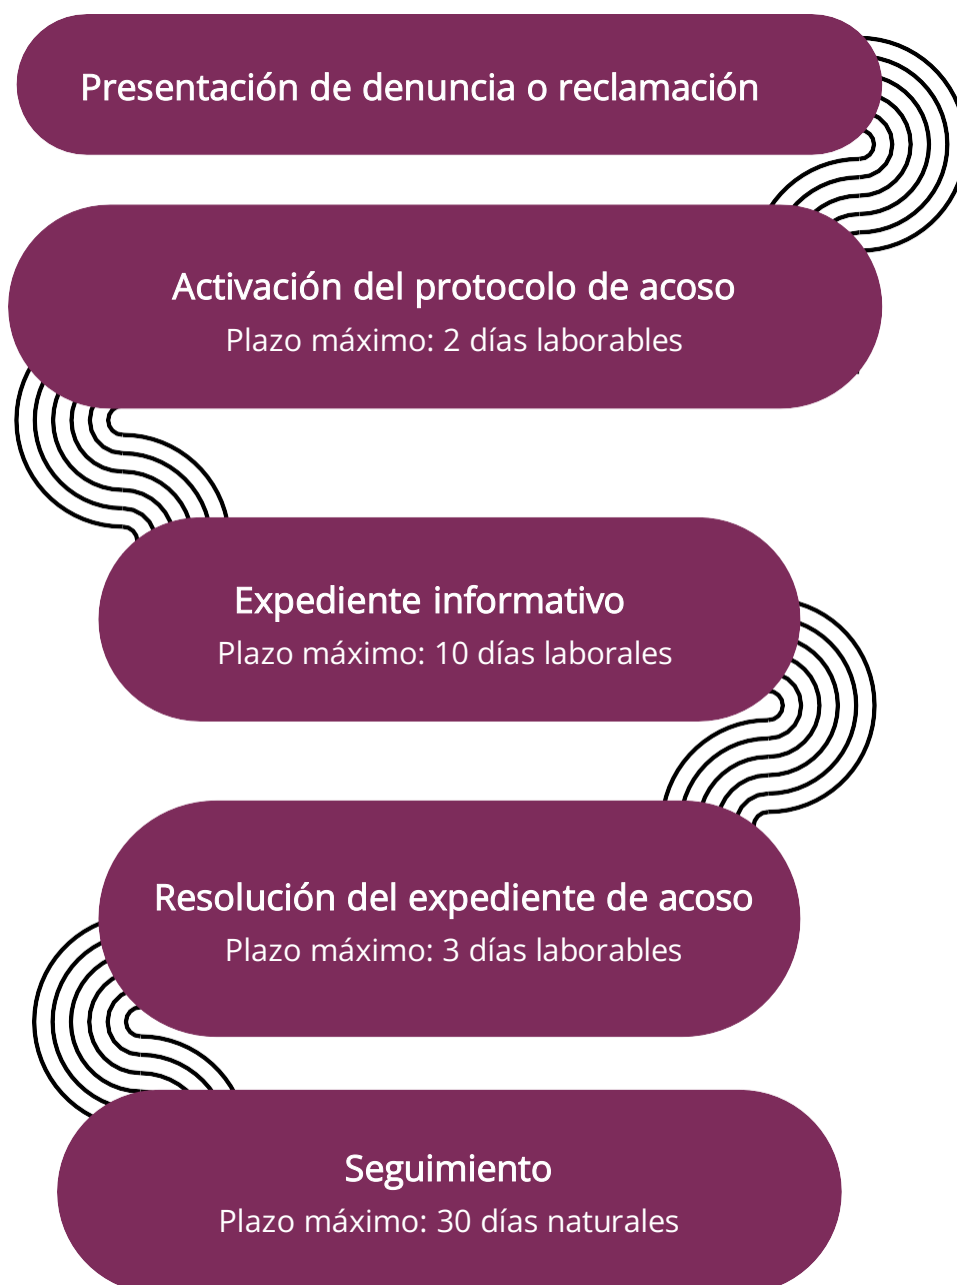 Presentación de denuncia o reclamación
Activación del protocolo de acoso
Plazo máximo: 2 días laborables
Expediente informativo
Plazo máximo: 10 días laborales
Resolución del expediente de acoso
Plazo máximo: 3 días laborables
Seguimiento
Plazo máximo: 30 días naturales